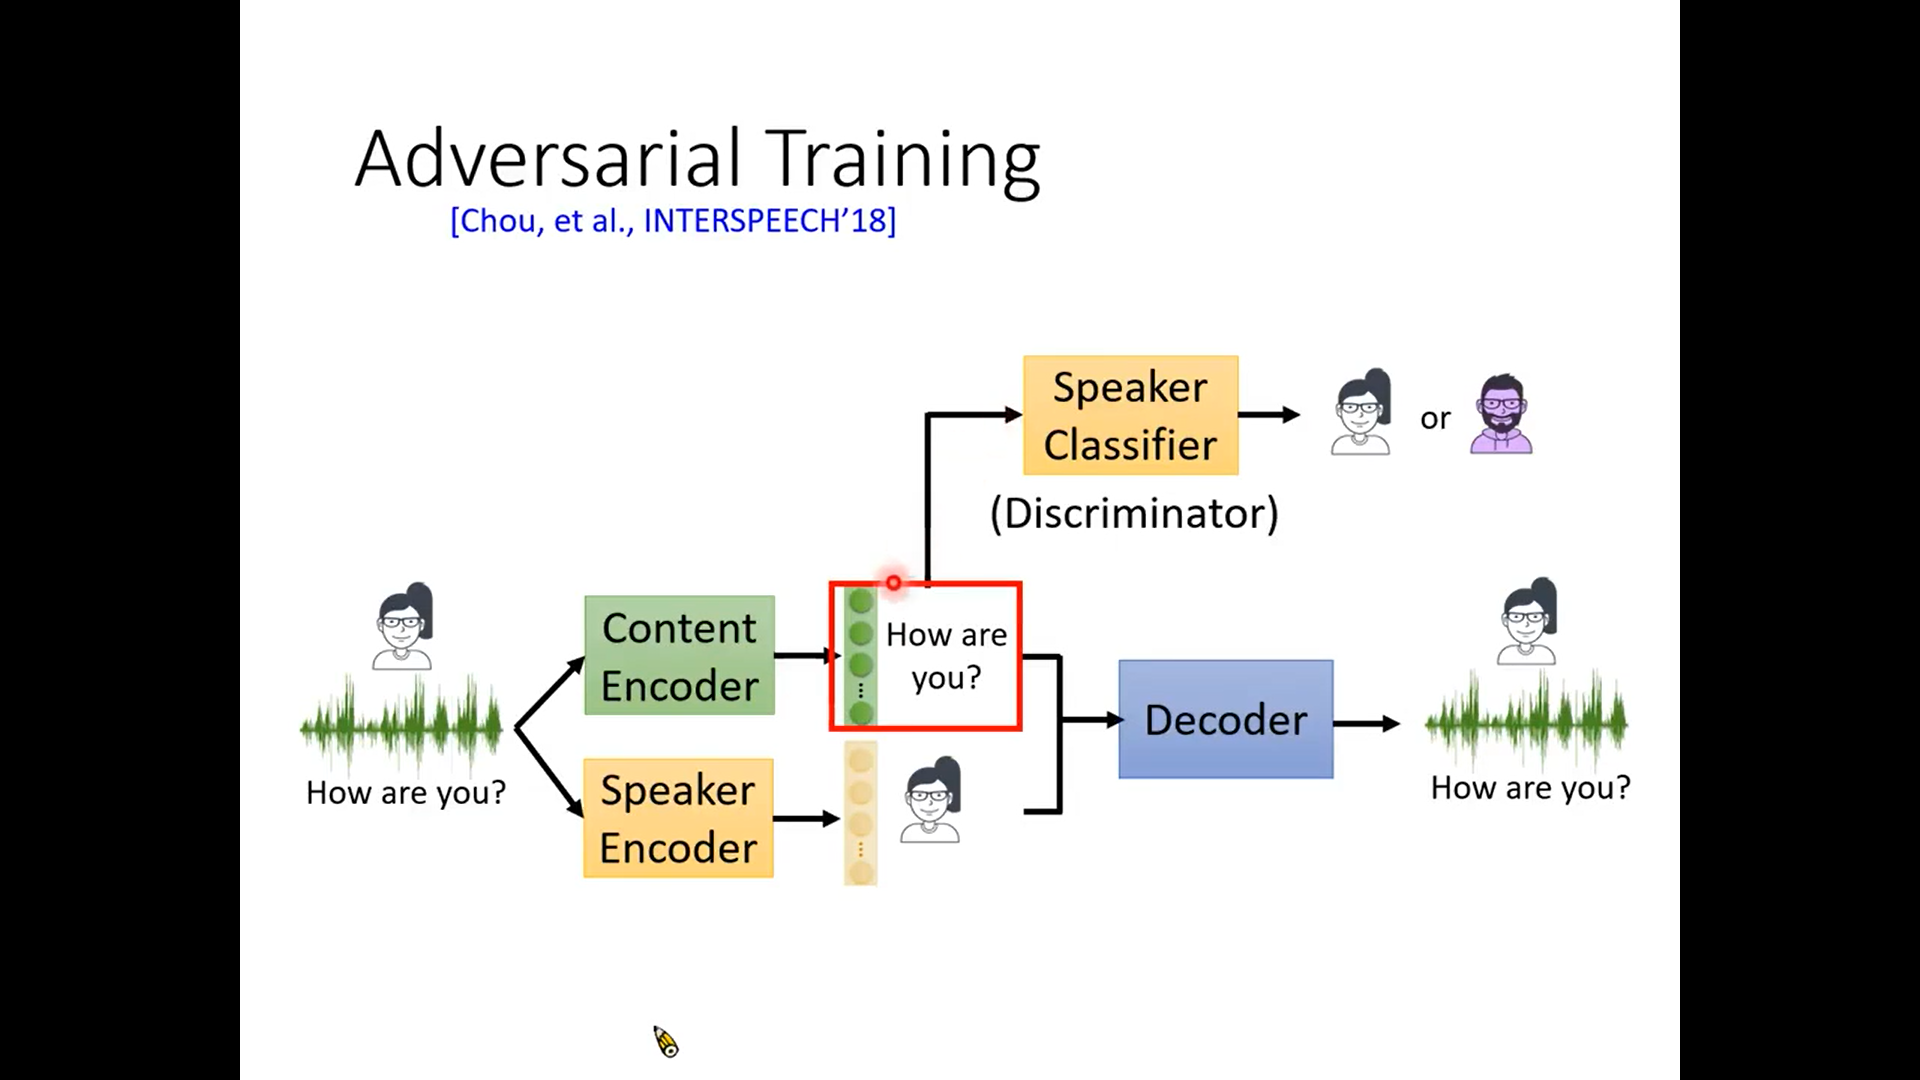 Adversarial Training
[Chou, et al., INTERSPEECH’18]
Speaker
Classifier
or
(Discriminator)
Content
Encoder
How are
you?
Decoder
How are you?
Speaker
Encoder
How are you?